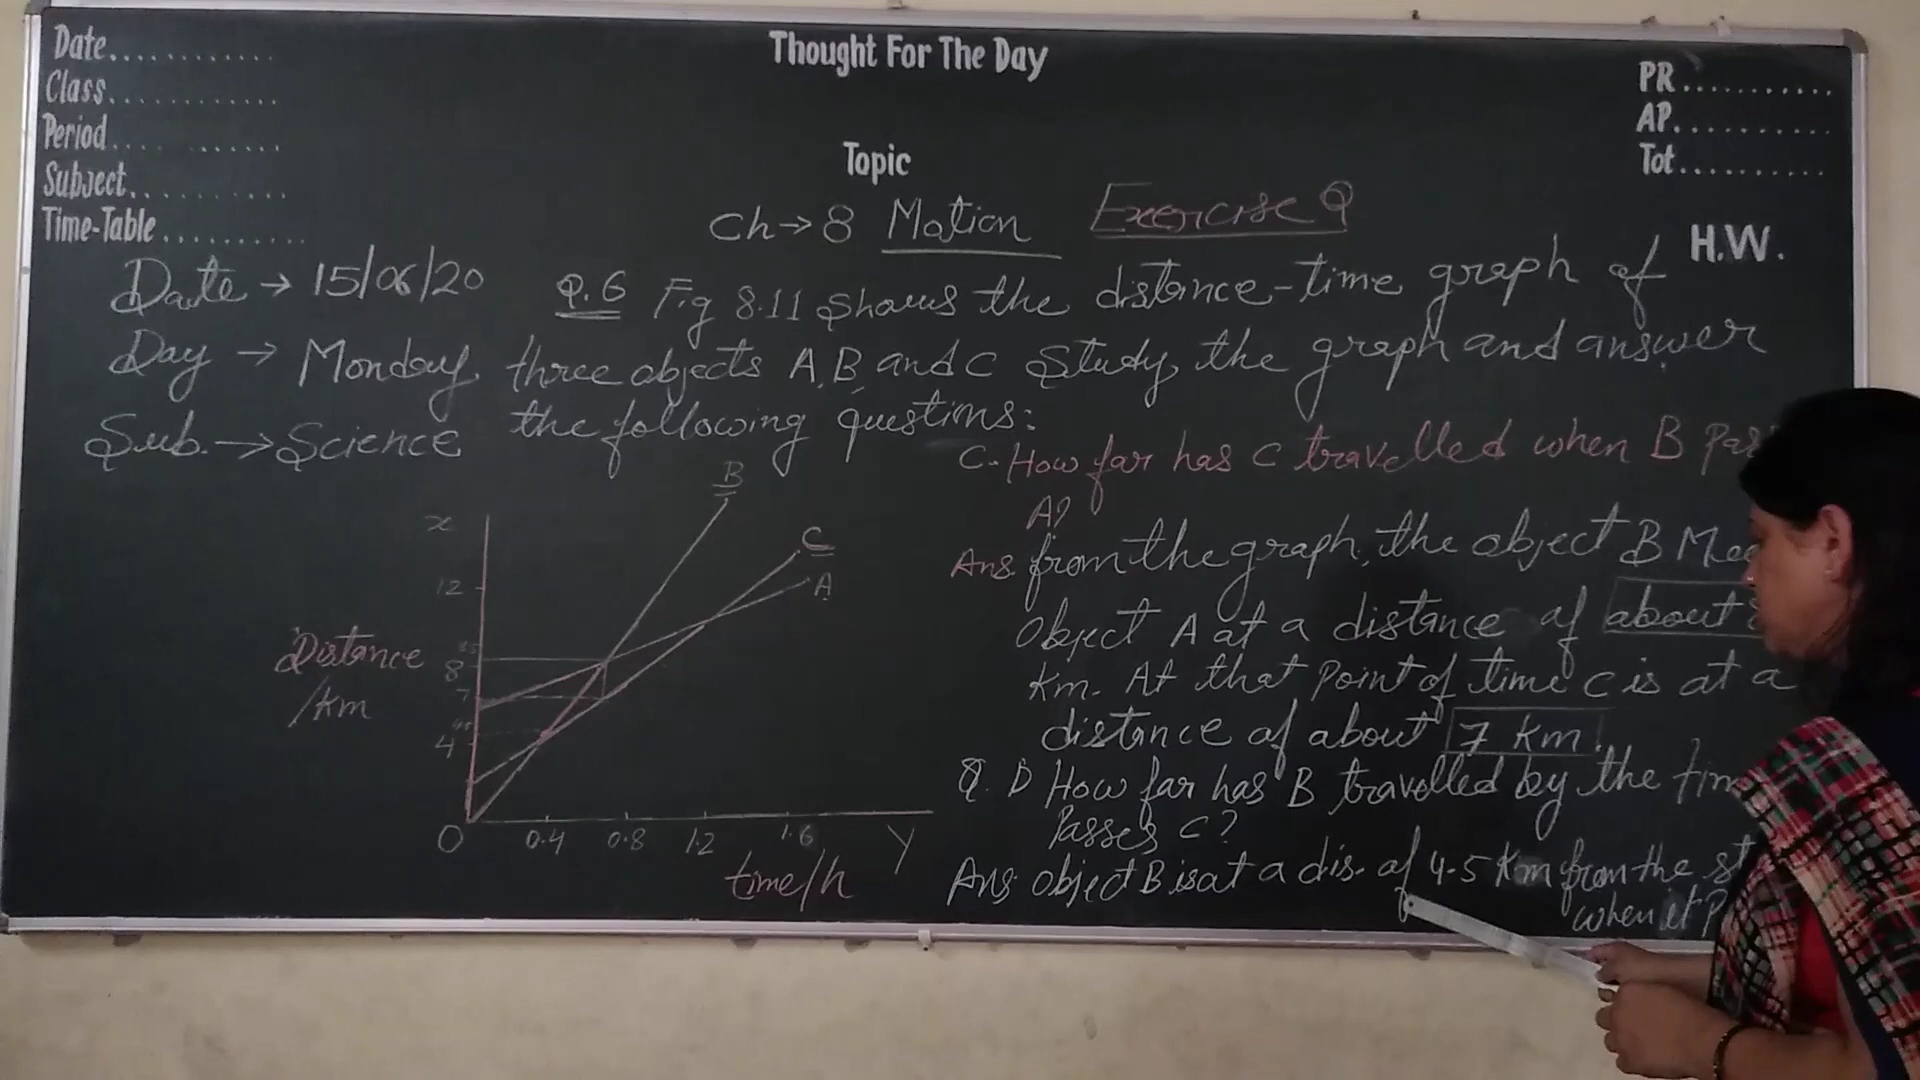 Date............
Class............
Period............
Subject............
Time-Table............
Thought For The Day
PR...........
AP...........
Tot...........
Topic
Ch→8 Motion Exercise Q
H.W.
Date → 15/06/20
Day → Monday
Sub. → Science
Q.6 Fig 8.11 Shows the distance-time graph of
three objects A, B and C Study the graph and answer
the following questions:
C. How far has C travelled when B
A?
Ans. from the graph, the object B
object A at a distance of about
Km. At that Point of time C is at a
distance of about 7 Km.
Q. D How far has B travelled by the
Passes C?
Ans. object B is at a dis. of 4.5 Km from the
when it
x
B
C
A
12
8
7
4
Distance
/Km
O 0.4 0.8 1.2 1.6 Y
time/h